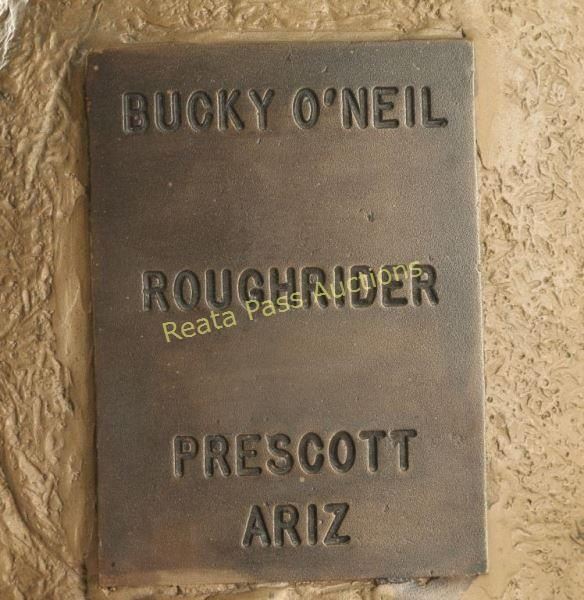 BUCKY O'NEIL
ROUGHRIDER
Reata Pass Auctions
PRESCOTT
ARIZ